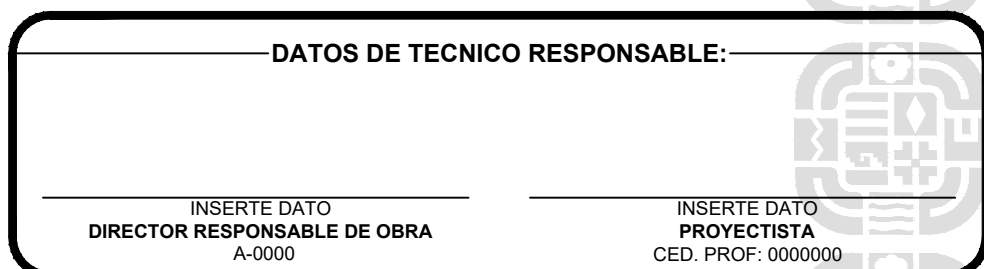 DATOS DE TECNICO RESPONSABLE:
INSERTE DATO
DIRECTOR RESPONSABLE DE OBRA
A-0000
INSERTE DATO
PROYECTISTA
CED. PROF: 0000000